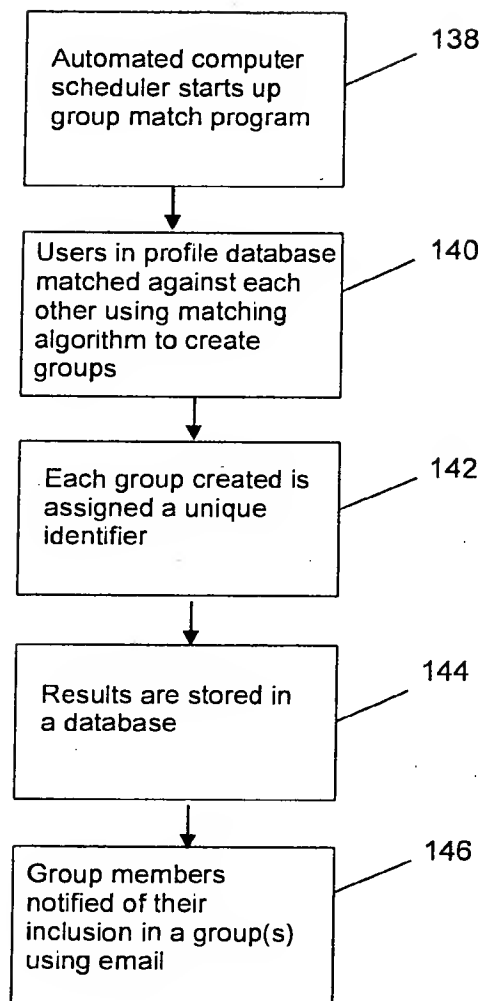 138
Automated computer
scheduler starts up
group match program
140
Users in profile database
matched against each
other using matching
algorithm to create
groups
142
Each group created is
assigned a unique
identifier
144
Results are stored in
a database
146
Group members
notified of their
inclusion in a group(s)
using email